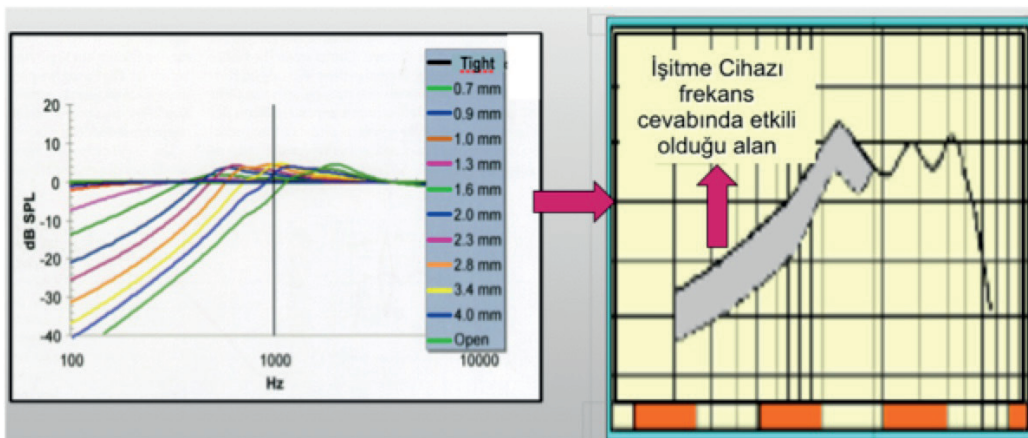 20
10
0
-10
-20
-30
-40
dB SPL
100
1000
10000
Hz
Tight
0.7 mm
0.9 mm
1.0 mm
1.3 mm
1.6 mm
2.0 mm
2.3 mm
2.8 mm
3.4 mm
4.0 mm
Open
İşitme Cihazı
frekans
cevabında etkili
olduğu alan